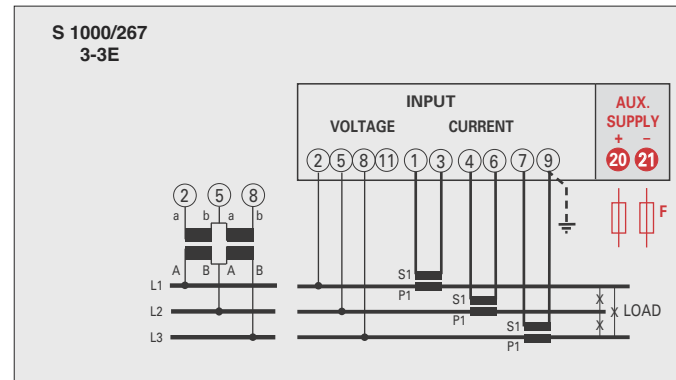 S 1000/267
3-3E
INPUT
VOLTAGE CURRENT
AUX.
SUPPLY
+ –
2 5 8 11 1 3 4 6 7 9 20 21
F
2 5 8
a b a b
A B A B
L1
L2
L3
S1
P1
S1
P1
S1
P1
X
X LOAD
X